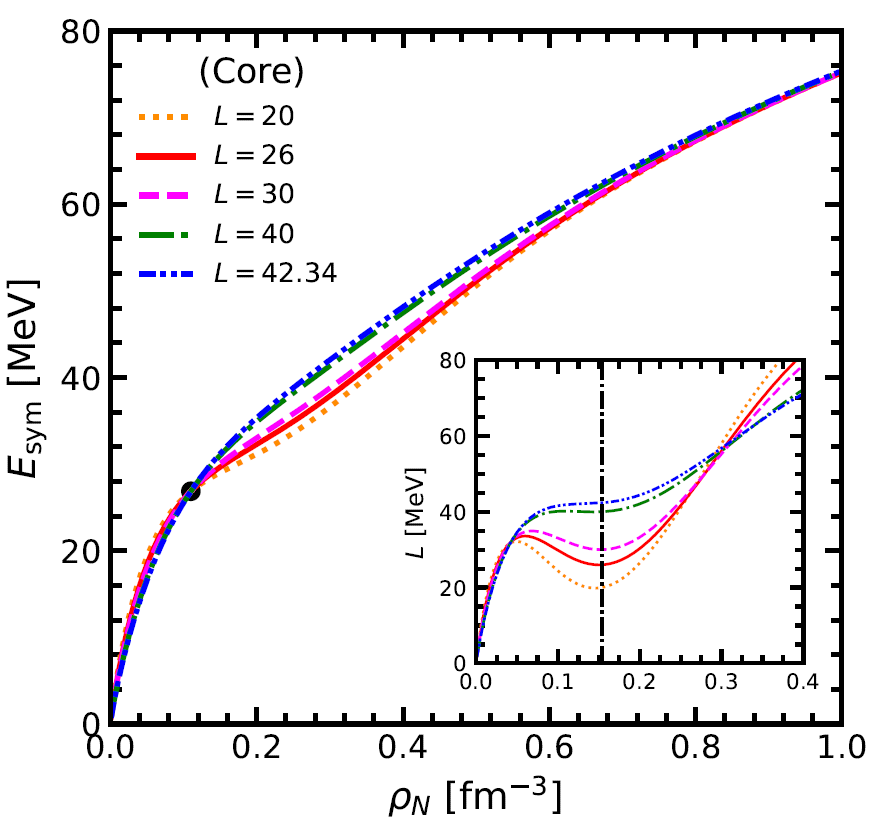 80
60
40
20
0
E_sym [MeV]
(Core)
L = 20
L = 26
L = 30
L = 40
L = 42.34
80
60
40
20
0
L [MeV]
0.0 0.1 0.2 0.3 0.4
0.0 0.2 0.4 0.6 0.8 1.0
ρ_N [fm⁻³]